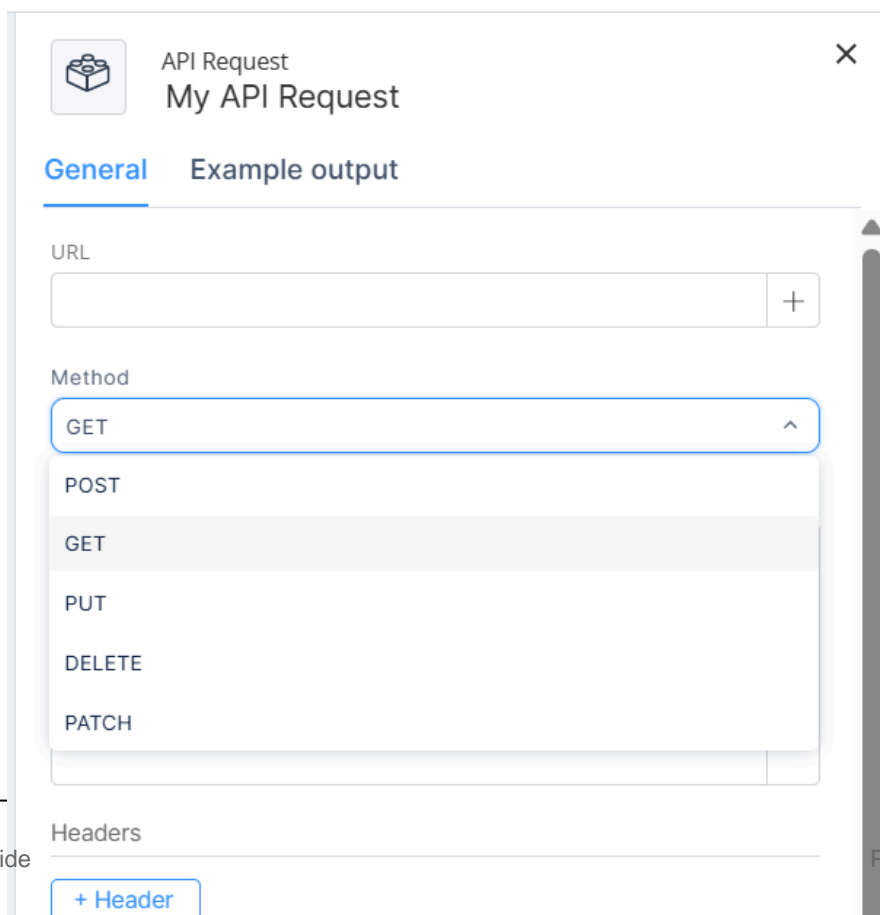 API Request
My API Request
General Example output
URL
Method
GET
POST
GET
PUT
DELETE
PATCH
Headers
ide
+ Header